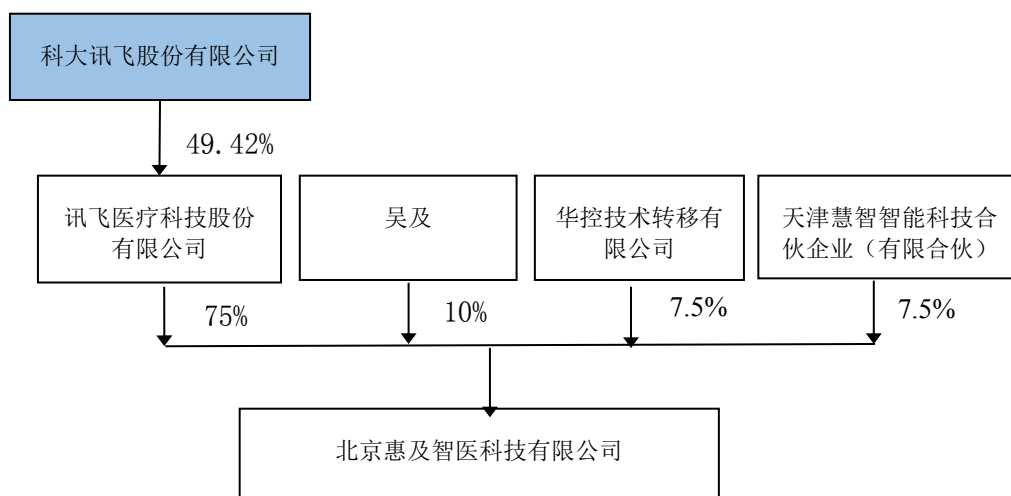 科大讯飞股份有限公司
49.42%
讯飞医疗科技股份
有限公司
吴及
华控技术转移有
限公司
天津慧智智能科技合
伙企业（有限合伙）
75%
10%
7.5%
7.5%
北京惠及智医科技有限公司